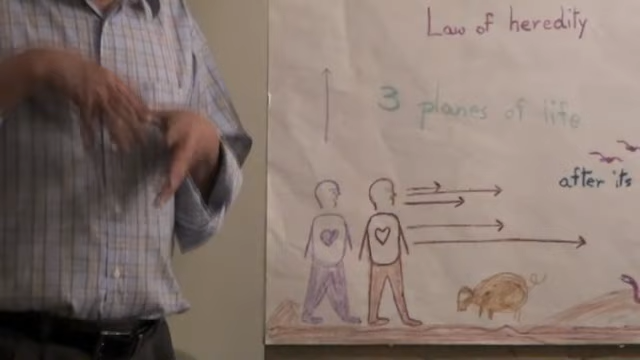 Law of heredity
3 planes of life
after its